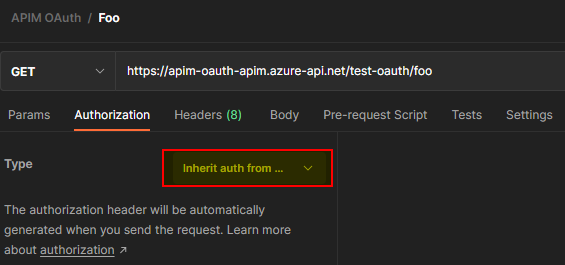 APIM OAuth / Foo
GET https://apim-oauth-apim.azure-api.net/test-oauth/foo
Params Authorization Headers (8) Body Pre-request Script Tests Settings
Type Inherit auth from ...
The authorization header will be automatically
generated when you send the request. Learn more
about authorization ↗